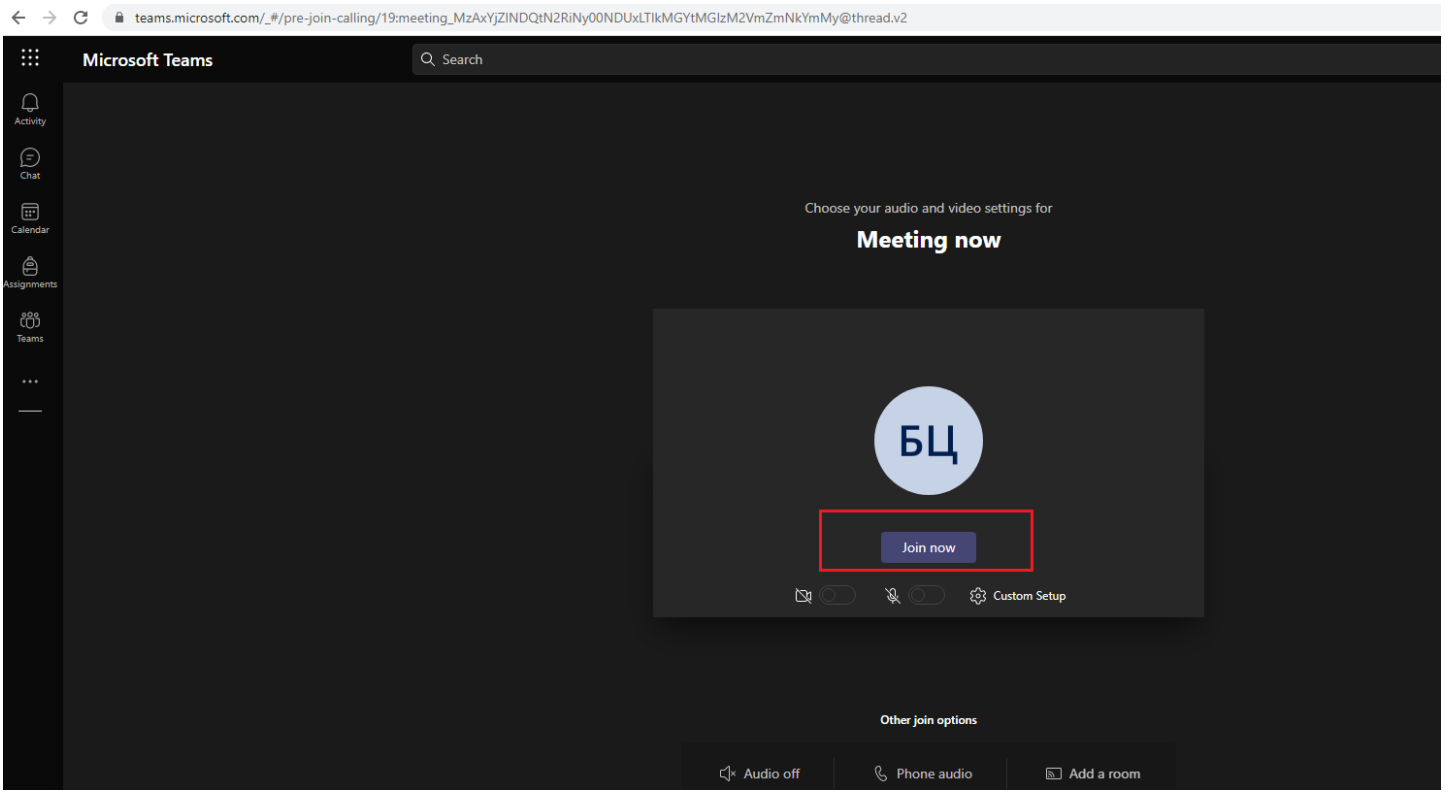 teams.microsoft.com/_#/pre-join-calling/19:meeting_MzAxYjZlNDQtN2RiNy00NDUxLTlkMGYtMGIzM2VmZmNkYmMy@thread.v2
Microsoft Teams
Search
Activity
Chat
Calendar
Assignments
Teams
Choose your audio and video settings for
Meeting now
БЦ
Join now
Custom Setup
Other join options
Audio off
Phone audio
Add a room